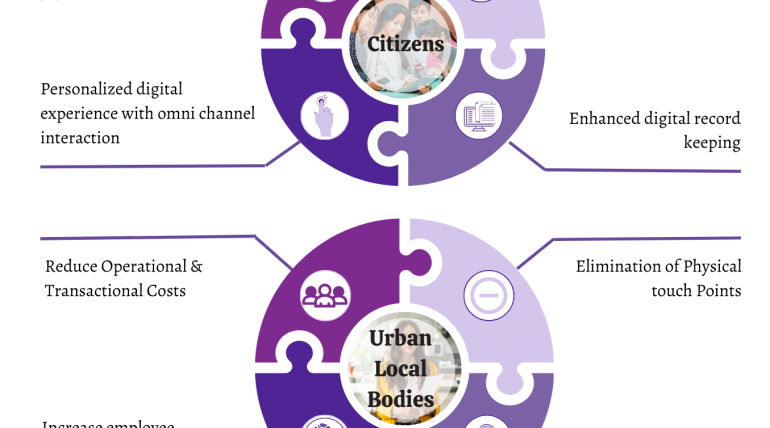 Citizens
Personalized digital
experience with omni channel
interaction
Enhanced digital record
keeping
Reduce Operational &
Transactional Costs
Elimination of Physical
touch Points
Urban
Local
Bodies
Increase employee